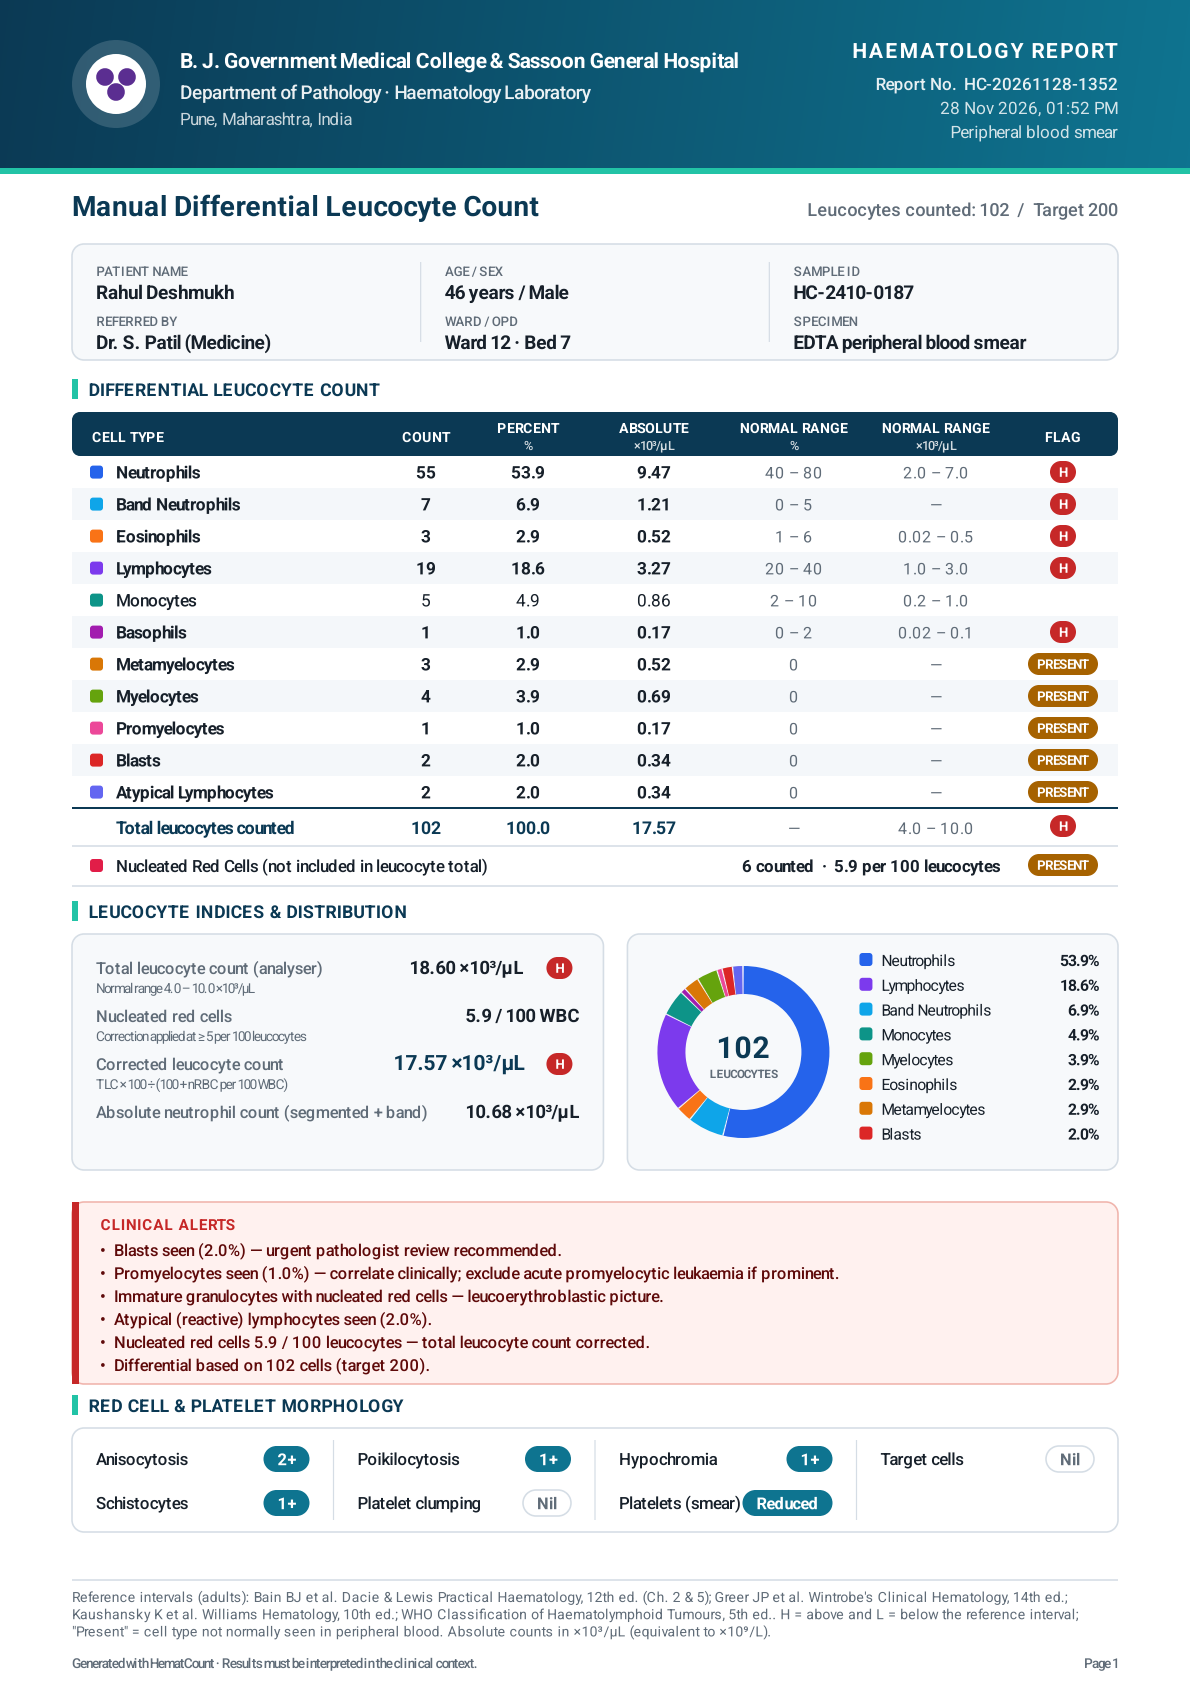 B. J. Government Medical College & Sassoon General Hospital
Department of Pathology · Haematology Laboratory
Pune, Maharashtra, India
HAEMATOLOGY REPORT
Report No. HC-20261128-1352
28 Nov 2026, 01:52 PM
Peripheral blood smear
Manual Differential Leucocyte Count
Leucocytes counted: 102 / Target 200
PATIENT NAME AGE / SEX SAMPLE ID
Rahul Deshmukh 46 years / Male HC-2410-0187
REFERRED BY WARD / OPD SPECIMEN
Dr. S. Patil (Medicine) Ward 12 · Bed 7 EDTA peripheral blood smear
DIFFERENTIAL LEUCOCYTE COUNT
CELL TYPE COUNT PERCENT % ABSOLUTE ×10³/µL NORMAL RANGE % NORMAL RANGE ×10³/µL FLAG
Neutrophils 55 53.9 9.47 40 – 80 2.0 – 7.0 H
Band Neutrophils 7 6.9 1.21 0 – 5 — H
Eosinophils 3 2.9 0.52 1 – 6 0.02 – 0.5 H
Lymphocytes 19 18.6 3.27 20 – 40 1.0 – 3.0 H
Monocytes 5 4.9 0.86 2 – 10 0.2 – 1.0
Basophils 1 1.0 0.17 0 – 2 0.02 – 0.1 H
Metamyelocytes 3 2.9 0.52 0 — PRESENT
Myelocytes 4 3.9 0.69 0 — PRESENT
Promyelocytes 1 1.0 0.17 0 — PRESENT
Blasts 2 2.0 0.34 0 — PRESENT
Atypical Lymphocytes 2 2.0 0.34 0 — PRESENT
Total leucocytes counted 102 100.0 17.57 — 4.0 – 10.0 H
Nucleated Red Cells (not included in leucocyte total) 6 counted · 5.9 per 100 leucocytes PRESENT
LEUCOCYTE INDICES & DISTRIBUTION
Total leucocyte count (analyser) 18.60 ×10³/µL H
Normal range 4.0 – 10.0 ×10³/µL
Nucleated red cells 5.9 / 100 WBC
Correction applied at ≥ 5 per 100 leucocytes
Corrected leucocyte count 17.57 ×10³/µL H
TLC × 100 ÷ (100 + nRBC per 100 WBC)
Absolute neutrophil count (segmented + band) 10.68 ×10³/µL
102
LEUCOCYTES
Neutrophils 53.9%
Lymphocytes 18.6%
Band Neutrophils 6.9%
Monocytes 4.9%
Myelocytes 3.9%
Eosinophils 2.9%
Metamyelocytes 2.9%
Blasts 2.0%
CLINICAL ALERTS
• Blasts seen (2.0%) — urgent pathologist review recommended.
• Promyelocytes seen (1.0%) — correlate clinically; exclude acute promyelocytic leukaemia if prominent.
• Immature granulocytes with nucleated red cells — leucoerythroblastic picture.
• Atypical (reactive) lymphocytes seen (2.0%).
• Nucleated red cells 5.9 / 100 leucocytes — total leucocyte count corrected.
• Differential based on 102 cells (target 200).
RED CELL & PLATELET MORPHOLOGY
Anisocytosis 2+ Poikilocytosis 1+ Hypochromia 1+ Target cells Nil
Schistocytes 1+ Platelet clumping Nil Platelets (smear) Reduced
Reference intervals (adults): Bain BJ et al. Dacie & Lewis Practical Haematology, 12th ed. (Ch. 2 & 5); Greer JP et al. Wintrobe's Clinical Hematology, 14th ed.;
Kaushansky K et al. Williams Hematology, 10th ed.; WHO Classification of Haematolymphoid Tumours, 5th ed.. H = above and L = below the reference interval;
"Present" = cell type not normally seen in peripheral blood. Absolute counts in ×10³/µL (equivalent to ×10⁹/L).
Generated with HematCount · Results must be interpreted in the clinical context.
Page 1